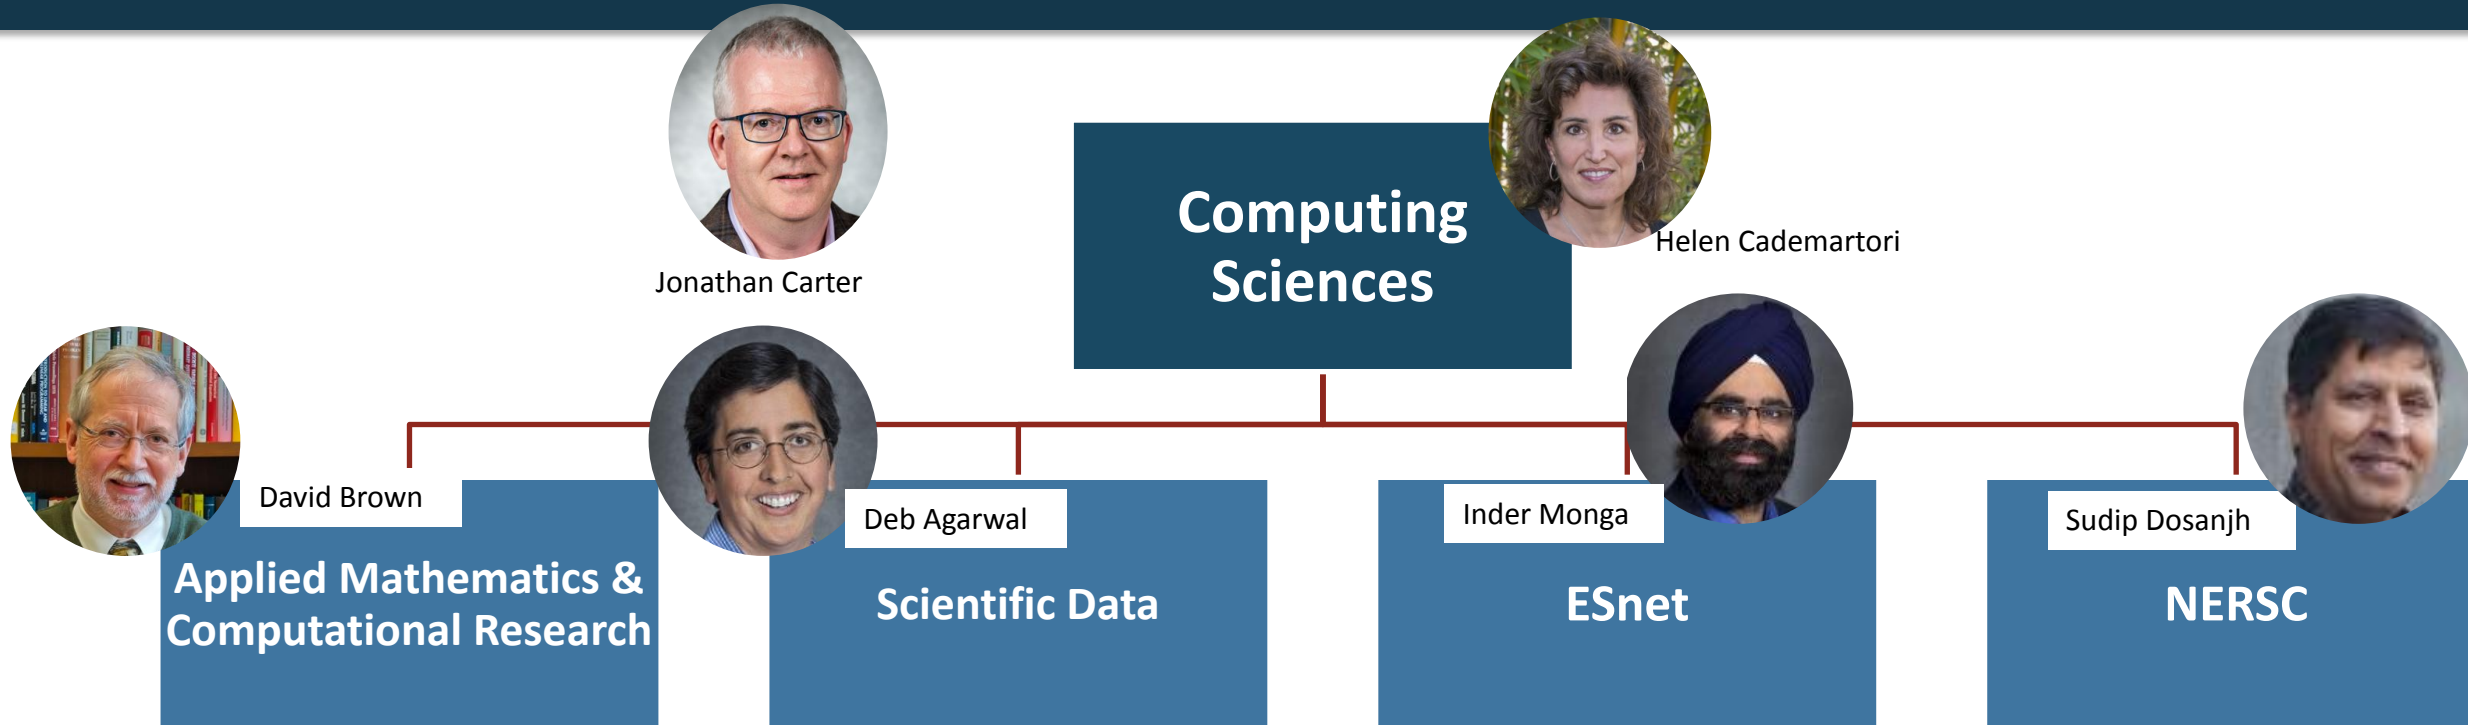 Computing
Sciences
Helen Cademartori
Jonathan Carter
David Brown
Deb Agarwal
Inder Monga
Sudip Dosanjh
Applied Mathematics &
Computational Research
Scientific Data
ESnet
NERSC